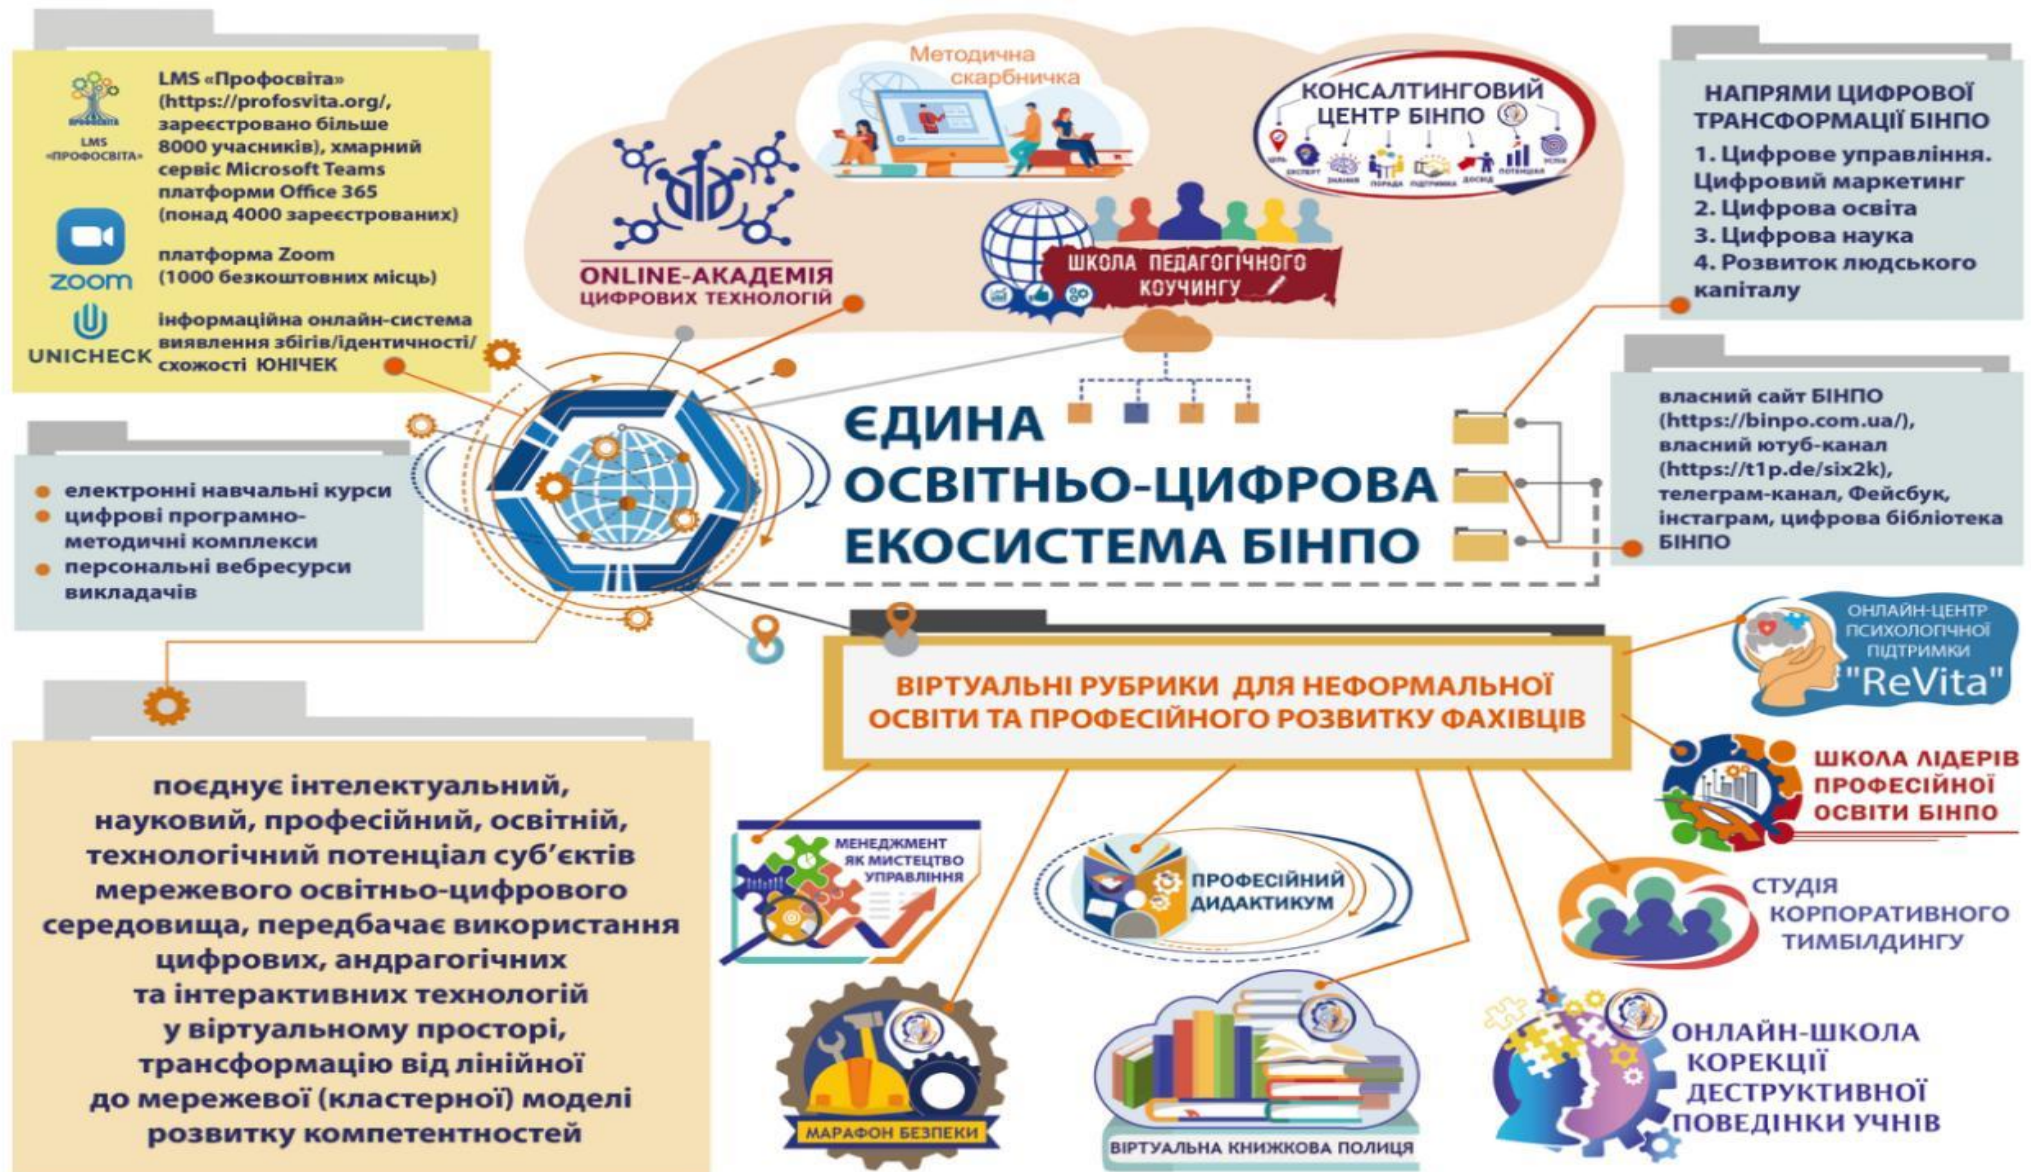 LMS «Профосвіта»
(https://profosvita.org/,
зареєстровано більше
8000 учасників), хмарний
сервіс Microsoft Teams
платформи Office 365
(понад 4000 зареєстрованих)
ПРОФОСВІТА
LMS
«ПРОФОСВІТА»
zoom
платформа Zoom
(1000 безкоштовних місць)
UNICHECK
інформаційна онлайн-система
виявлення збігів/ідентичності/
схожості ЮНІЧЕК
Методична
скарбничка
ONLINE-АКАДЕМІЯ
ЦИФРОВИХ ТЕХНОЛОГІЙ
КОНСАЛТИНГОВИЙ
ЦЕНТР БІНПО
ЦІЛЬ
ЕКСПЕРТ
ЗНАННЯ
ПОРАДА
ПІДТРИМКА
ДОСВІД
ПОТЕНЦІАЛ
УСПІХ
ШКОЛА ПЕДАГОГІЧНОГО
КОУЧИНГУ
НАПРЯМИ ЦИФРОВОЇ
ТРАНСФОРМАЦІЇ БІНПО
1. Цифрове управління.
Цифровий маркетинг
2. Цифрова освіта
3. Цифрова наука
4. Розвиток людського
капіталу
власний сайт БІНПО
(https://binpo.com.ua/),
власний ютуб-канал
(https://t1p.de/six2k),
телеграм-канал, Фейсбук,
інстаграм, цифрова бібліотека
БІНПО
електронні навчальні курси
цифрові програмно-
методичні комплекси
персональні вебресурси
викладачів
ЄДИНА
ОСВІТНЬО-ЦИФРОВА
ЕКОСИСТЕМА БІНПО
поєднує інтелектуальний,
науковий, професійний, освітній,
технологічний потенціал суб’єктів
мережевого освітньо-цифрового
середовища, передбачає використання
цифрових, андрагогічних
та інтерактивних технологій
у віртуальному просторі,
трансформацію від лінійної
до мережевої (кластерної) моделі
розвитку компетентностей
ВІРТУАЛЬНІ РУБРИКИ ДЛЯ НЕФОРМАЛЬНОЇ
ОСВІТИ ТА ПРОФЕСІЙНОГО РОЗВИТКУ ФАХІВЦІВ
ОНЛАЙН-ЦЕНТР
ПСИХОЛОГІЧНОЇ
ПІДТРИМКИ
"ReVita"
ШКОЛА ЛІДЕРІВ
ПРОФЕСІЙНОЇ
ОСВІТИ БІНПО
МЕНЕДЖМЕНТ
ЯК МИСТЕЦТВО
УПРАВЛІННЯ
ПРОФЕСІЙНИЙ
ДИДАКТИКУМ
СТУДІЯ
КОРПОРАТИВНОГО
ТИМБІЛДИНГУ
МАРАФОН БЕЗПЕКИ
ВІРТУАЛЬНА КНИЖКОВА ПОЛИЦЯ
ОНЛАЙН-ШКОЛА
КОРЕКЦІЇ
ДЕСТРУКТИВНОЇ
ПОВЕДІНКИ УЧНІВ